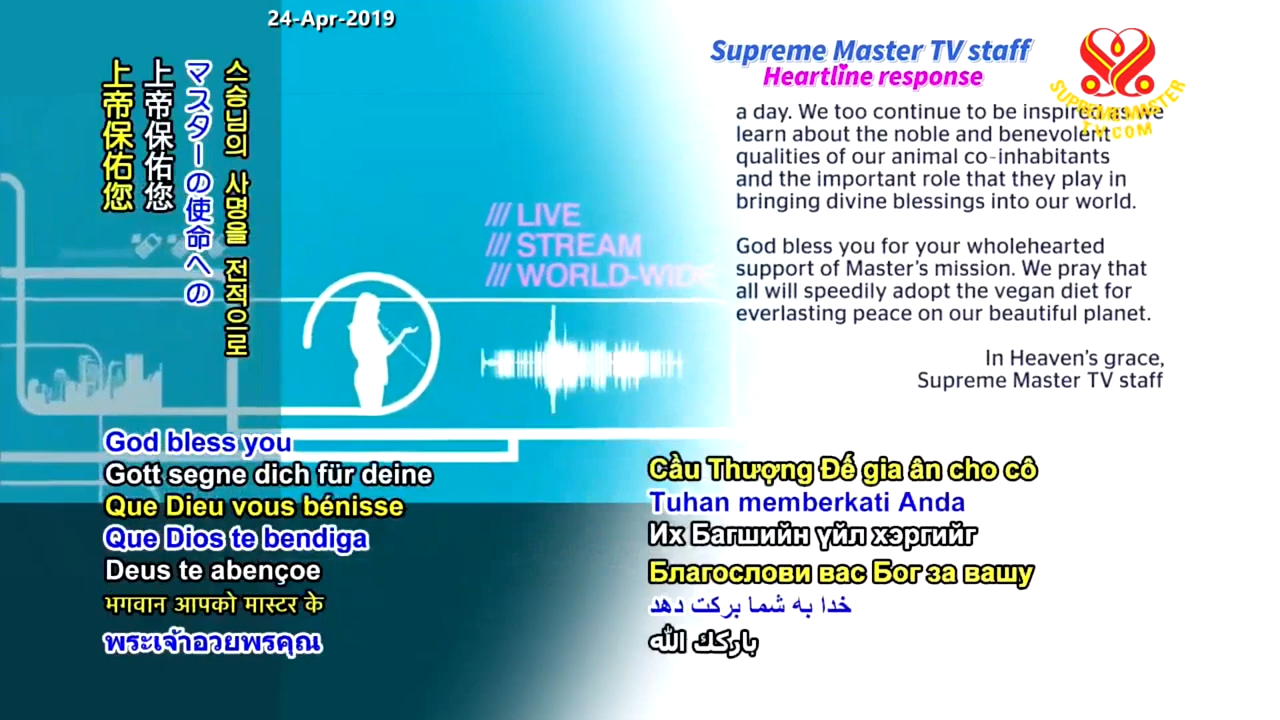 24-Apr-2019
Supreme Master TV staff
Heartline response
SUPREME MASTER
TV.COM
a day. We too continue to be inspired as we
learn about the noble and benevolent
qualities of our animal co-inhabitants
and the important role that they play in
bringing divine blessings into our world.
God bless you for your wholehearted
support of Master's mission. We pray that
all will speedily adopt the vegan diet for
everlasting peace on our beautiful planet.
In Heaven's grace,
Supreme Master TV staff
스승님의 사명을 전적으로
マスターの使命への
上帝保佑您
上帝保佑您
/// LIVE
/// STREAM
/// WORLD-WIDE
God bless you
Gott segne dich für deine
Que Dieu vous bénisse
Que Dios te bendiga
Deus te abençoe
भगवान आपको मास्टर के
พระเจ้าอวยพรคุณ
Cầu Thượng Đế gia ân cho cô
Tuhan memberkati Anda
Их Багшийн үйл хэргийг
Благослови вас Бог за вашу
خدا به شما برکت دهد
باركك الله